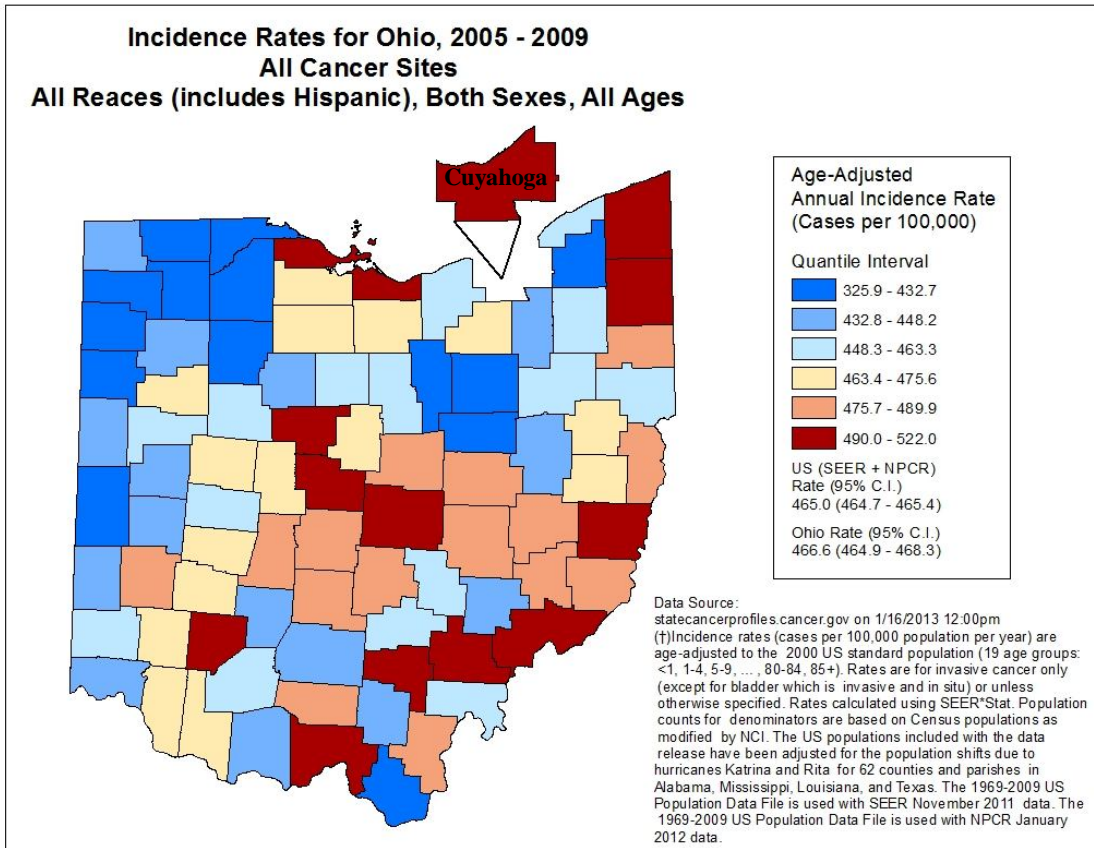 Incidence Rates for Ohio, 2005 - 2009
All Cancer Sites
All Reaces (includes Hispanic), Both Sexes, All Ages
Cuyahoga
Age-Adjusted
Annual Incidence Rate
(Cases per 100,000)
Quantile Interval
325.9 - 432.7
432.8 - 448.2
448.3 - 463.3
463.4 - 475.6
475.7 - 489.9
490.0 - 522.0
US (SEER + NPCR)
Rate (95% C.I.)
465.0 (464.7 - 465.4)
Ohio Rate (95% C.I.)
466.6 (464.9 - 468.3)
Data Source:
statecancerprofiles.cancer.gov on 1/16/2013 12:00pm
(†)Incidence rates (cases per 100,000 population per year) are
age-adjusted to the 2000 US standard population (19 age groups:
<1, 1-4, 5-9, ... , 80-84, 85+). Rates are for invasive cancer only
(except for bladder which is invasive and in situ) or unless
otherwise specified. Rates calculated using SEER*Stat. Population
counts for denominators are based on Census populations as
modified by NCI. The US populations included with the data
release have been adjusted for the population shifts due to
hurricanes Katrina and Rita for 62 counties and parishes in
Alabama, Mississippi, Louisiana, and Texas. The 1969-2009 US
Population Data File is used with SEER November 2011 data. The
1969-2009 US Population Data File is used with NPCR January
2012 data.